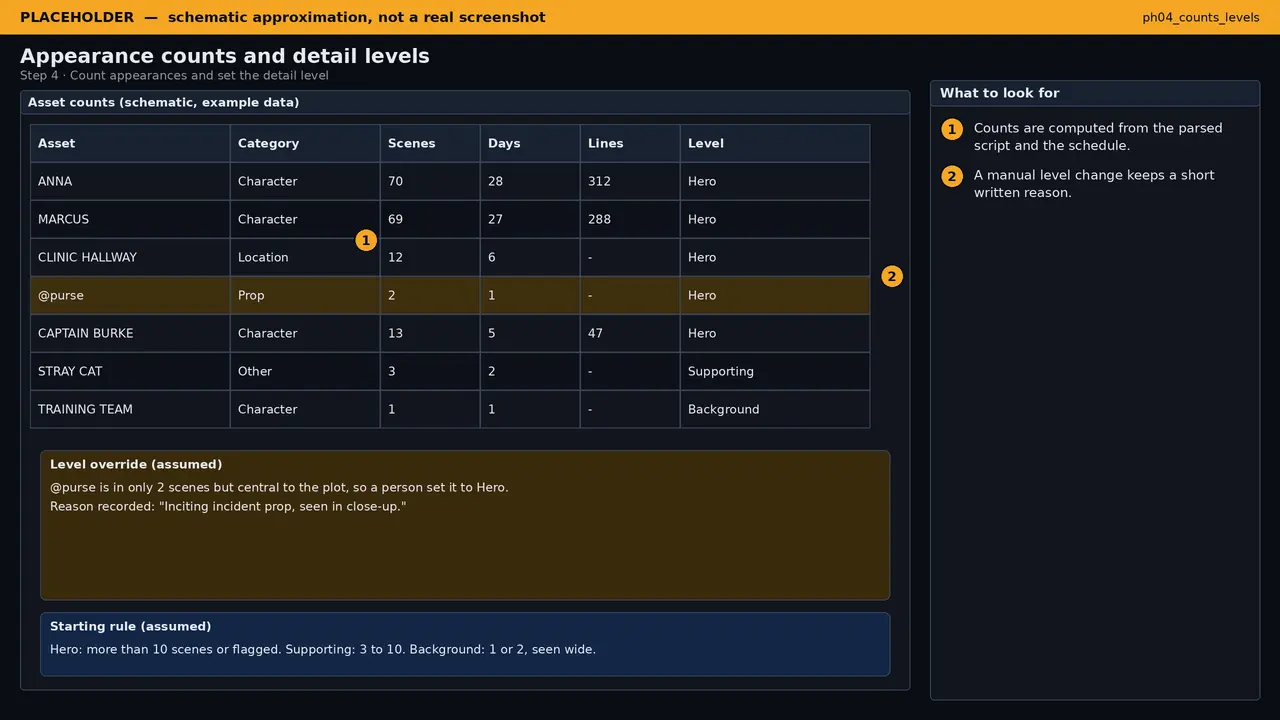 PLACEHOLDER — schematic approximation, not a real screenshot
ph04_counts_levels
Appearance counts and detail levels
Step 4 · Count appearances and set the detail level
Asset counts (schematic, example data)
Asset Category Scenes Days Lines Level
ANNA Character 70 28 312 Hero
MARCUS Character 69 27 288 Hero
1
CLINIC HALLWAY Location 12 6 - Hero
2
@purse Prop 2 1 - Hero
CAPTAIN BURKE Character 13 5 47 Hero
STRAY CAT Other 3 2 - Supporting
TRAINING TEAM Character 1 1 - Background
Level override (assumed)
@purse is in only 2 scenes but central to the plot, so a person set it to Hero.
Reason recorded: "Inciting incident prop, seen in close-up."
Starting rule (assumed)
Hero: more than 10 scenes or flagged. Supporting: 3 to 10. Background: 1 or 2, seen wide.
What to look for
1 Counts are computed from the parsed
script and the schedule.
2 A manual level change keeps a short
written reason.